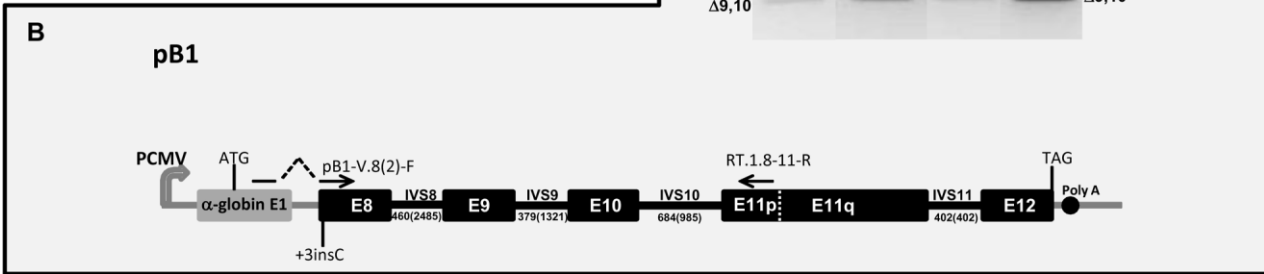 Δ9,10
B
pB1
PCMV
ATG
pB1-V.8(2)-F
RT.1.8-11-R
TAG
α-globin E1
E8
IVS8
460(2485)
E9
IVS9
379(1321)
E10
IVS10
684(985)
E11p
E11q
IVS11
402(402)
E12
Poly A
+3insC